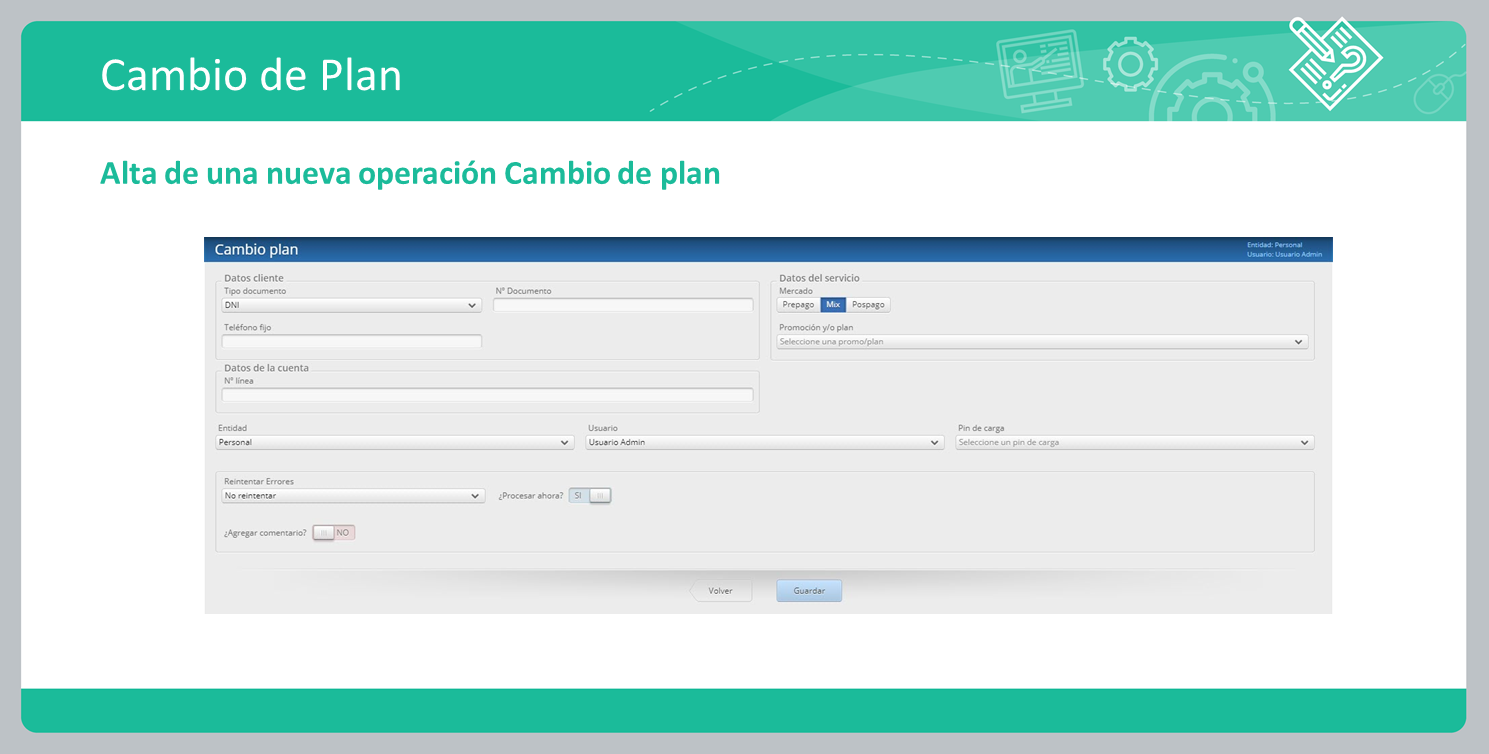 Cambio de Plan
Alta de una nueva operación Cambio de plan
Cambio plan
Entidad: Personal
Usuario: Usuario Admin
Datos cliente
Tipo documento
DNI
Nº Documento
Teléfono fijo
Datos del servicio
Mercado
Prepago Mix Pospago
Promoción y/o plan
Seleccione una promo/plan
Datos de la cuenta
Nº línea
Entidad
Personal
Usuario
Usuario Admin
Pin de carga
Seleccione un pin de carga
Reintentar Errores
No reintentar
¿Procesar ahora? SI
¿Agregar comentario? NO
Volver
Guardar